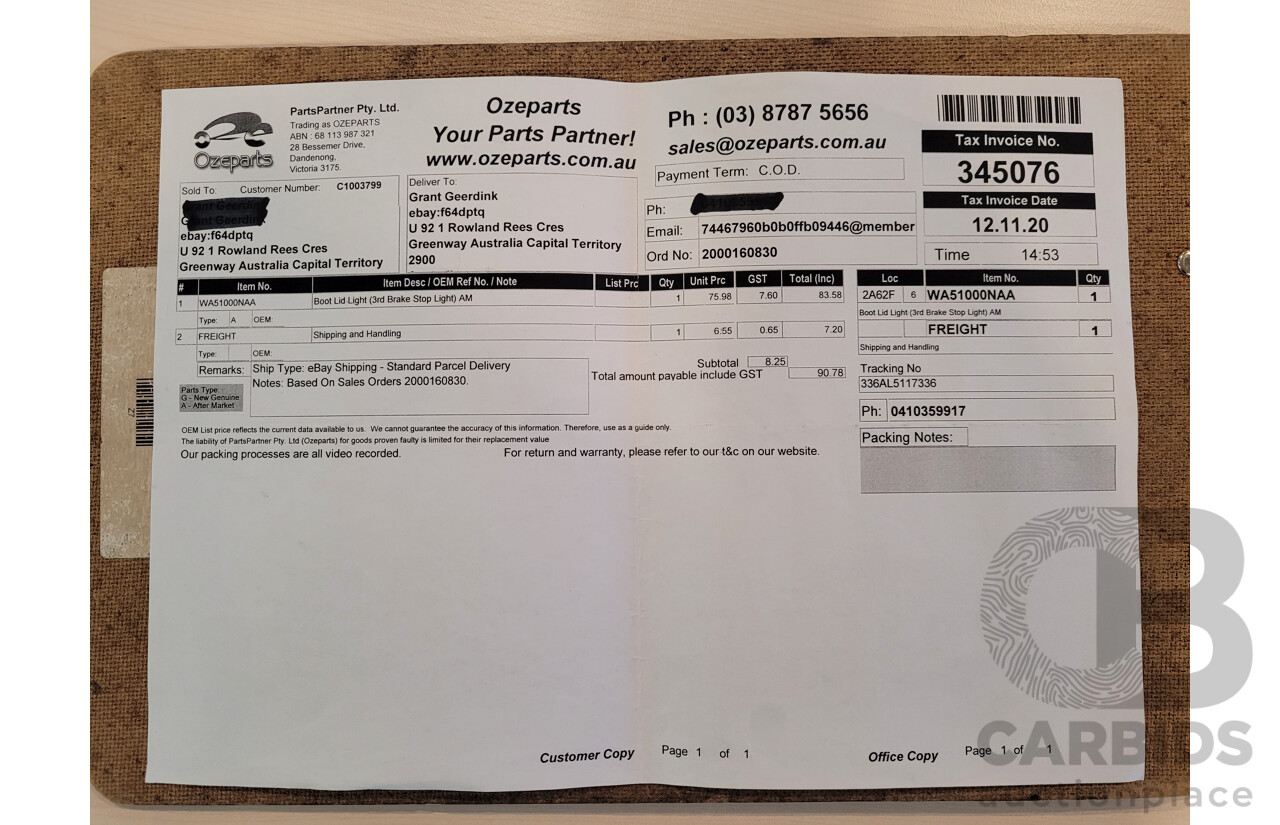 PartsPartner Pty. Ltd.
Trading as OZEPARTS
ABN : 68 113 987 321
28 Bessemer Drive,
Dandenong,
Victoria 3175.
Ozeparts
Ozeparts
Your Parts Partner!
www.ozeparts.com.au
Ph : (03) 8787 5656
sales@ozeparts.com.au
Payment Term: C.O.D.
Tax Invoice No.
345076
Tax Invoice Date
12.11.20
Time 14:53
Sold To: Customer Number: C1003799
ebay:f64dptq
U 92 1 Rowland Rees Cres
Greenway Australia Capital Territory
Deliver To:
Grant Geerdink
ebay:f64dptq
U 92 1 Rowland Rees Cres
Greenway Australia Capital Territory
2900
Ph:
Email: 74467960b0b0ffb09446@member
Ord No: 2000160830
# Item No. Item Desc / OEM Ref No. / Note List Prc Qty Unit Prc GST Total (Inc)
1 WA51000NAA Boot Lid Light (3rd Brake Stop Light) AM 1 75.98 7.60 83.58
Type: A OEM:
2 FREIGHT Shipping and Handling 1 6.55 0.65 7.20
Type: OEM:
Remarks: Ship Type: eBay Shipping - Standard Parcel Delivery
Notes: Based On Sales Orders 2000160830.
Subtotal 8.25
Total amount payable include GST 90.78
Parts Type:
G - New Genuine
A - After Market
Loc Item No. Qty
2A62F 6 WA51000NAA 1
Boot Lid Light (3rd Brake Stop Light) AM
FREIGHT 1
Shipping and Handling
Tracking No
336AL5117336
Ph: 0410359917
Packing Notes:
OEM List price reflects the current data available to us. We cannot guarantee the accuracy of this information. Therefore, use as a guide only.
The liability of PartsPartner Pty. Ltd (Ozeparts) for goods proven faulty is limited for their replacement value
Our packing processes are all video recorded. For return and warranty, please refer to our t&c on our website.
Customer Copy Page 1 of 1
Office Copy Page 1 of 1
CARBIDS
auctionplace